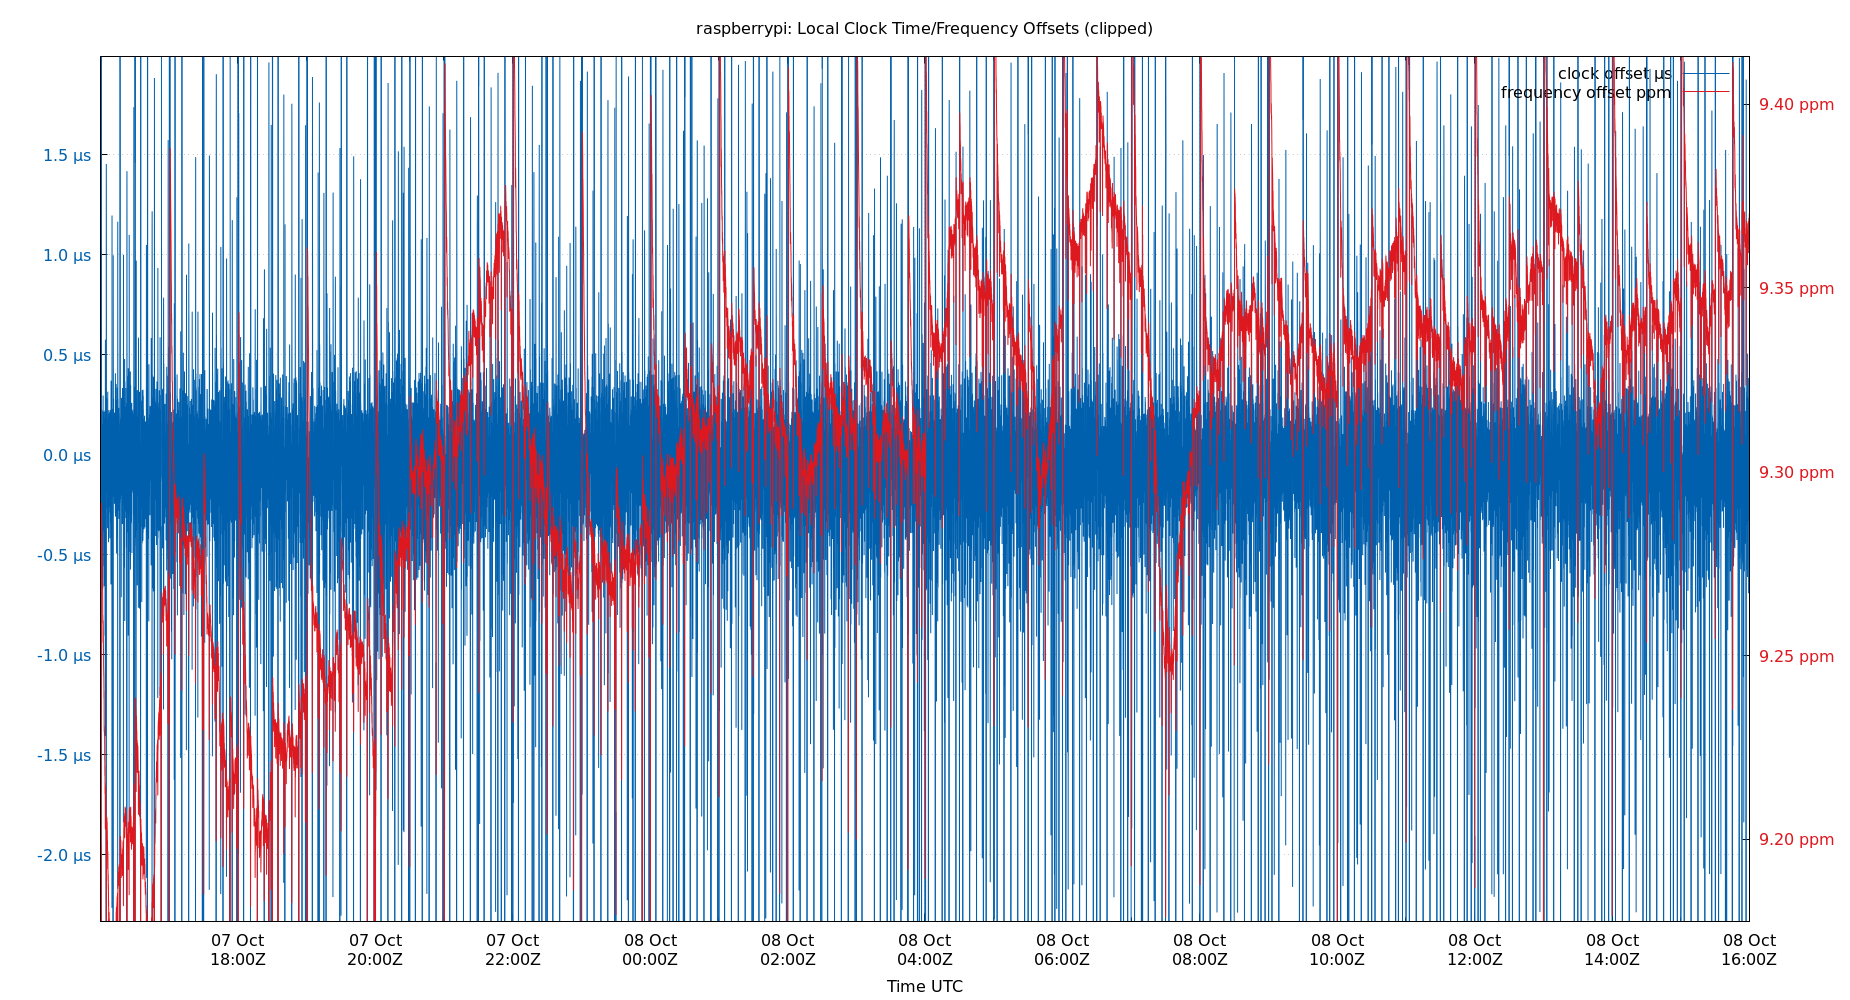 raspberrypi: Local Clock Time/Frequency Offsets (clipped)
clock offset µs
frequency offset ppm
1.5 µs
1.0 µs
0.5 µs
0.0 µs
-0.5 µs
-1.0 µs
-1.5 µs
-2.0 µs
9.40 ppm
9.35 ppm
9.30 ppm
9.25 ppm
9.20 ppm
07 Oct 07 Oct 07 Oct 08 Oct 08 Oct 08 Oct 08 Oct 08 Oct 08 Oct 08 Oct 08 Oct 08 Oct
18:00Z 20:00Z 22:00Z 00:00Z 02:00Z 04:00Z 06:00Z 08:00Z 10:00Z 12:00Z 14:00Z 16:00Z
Time UTC